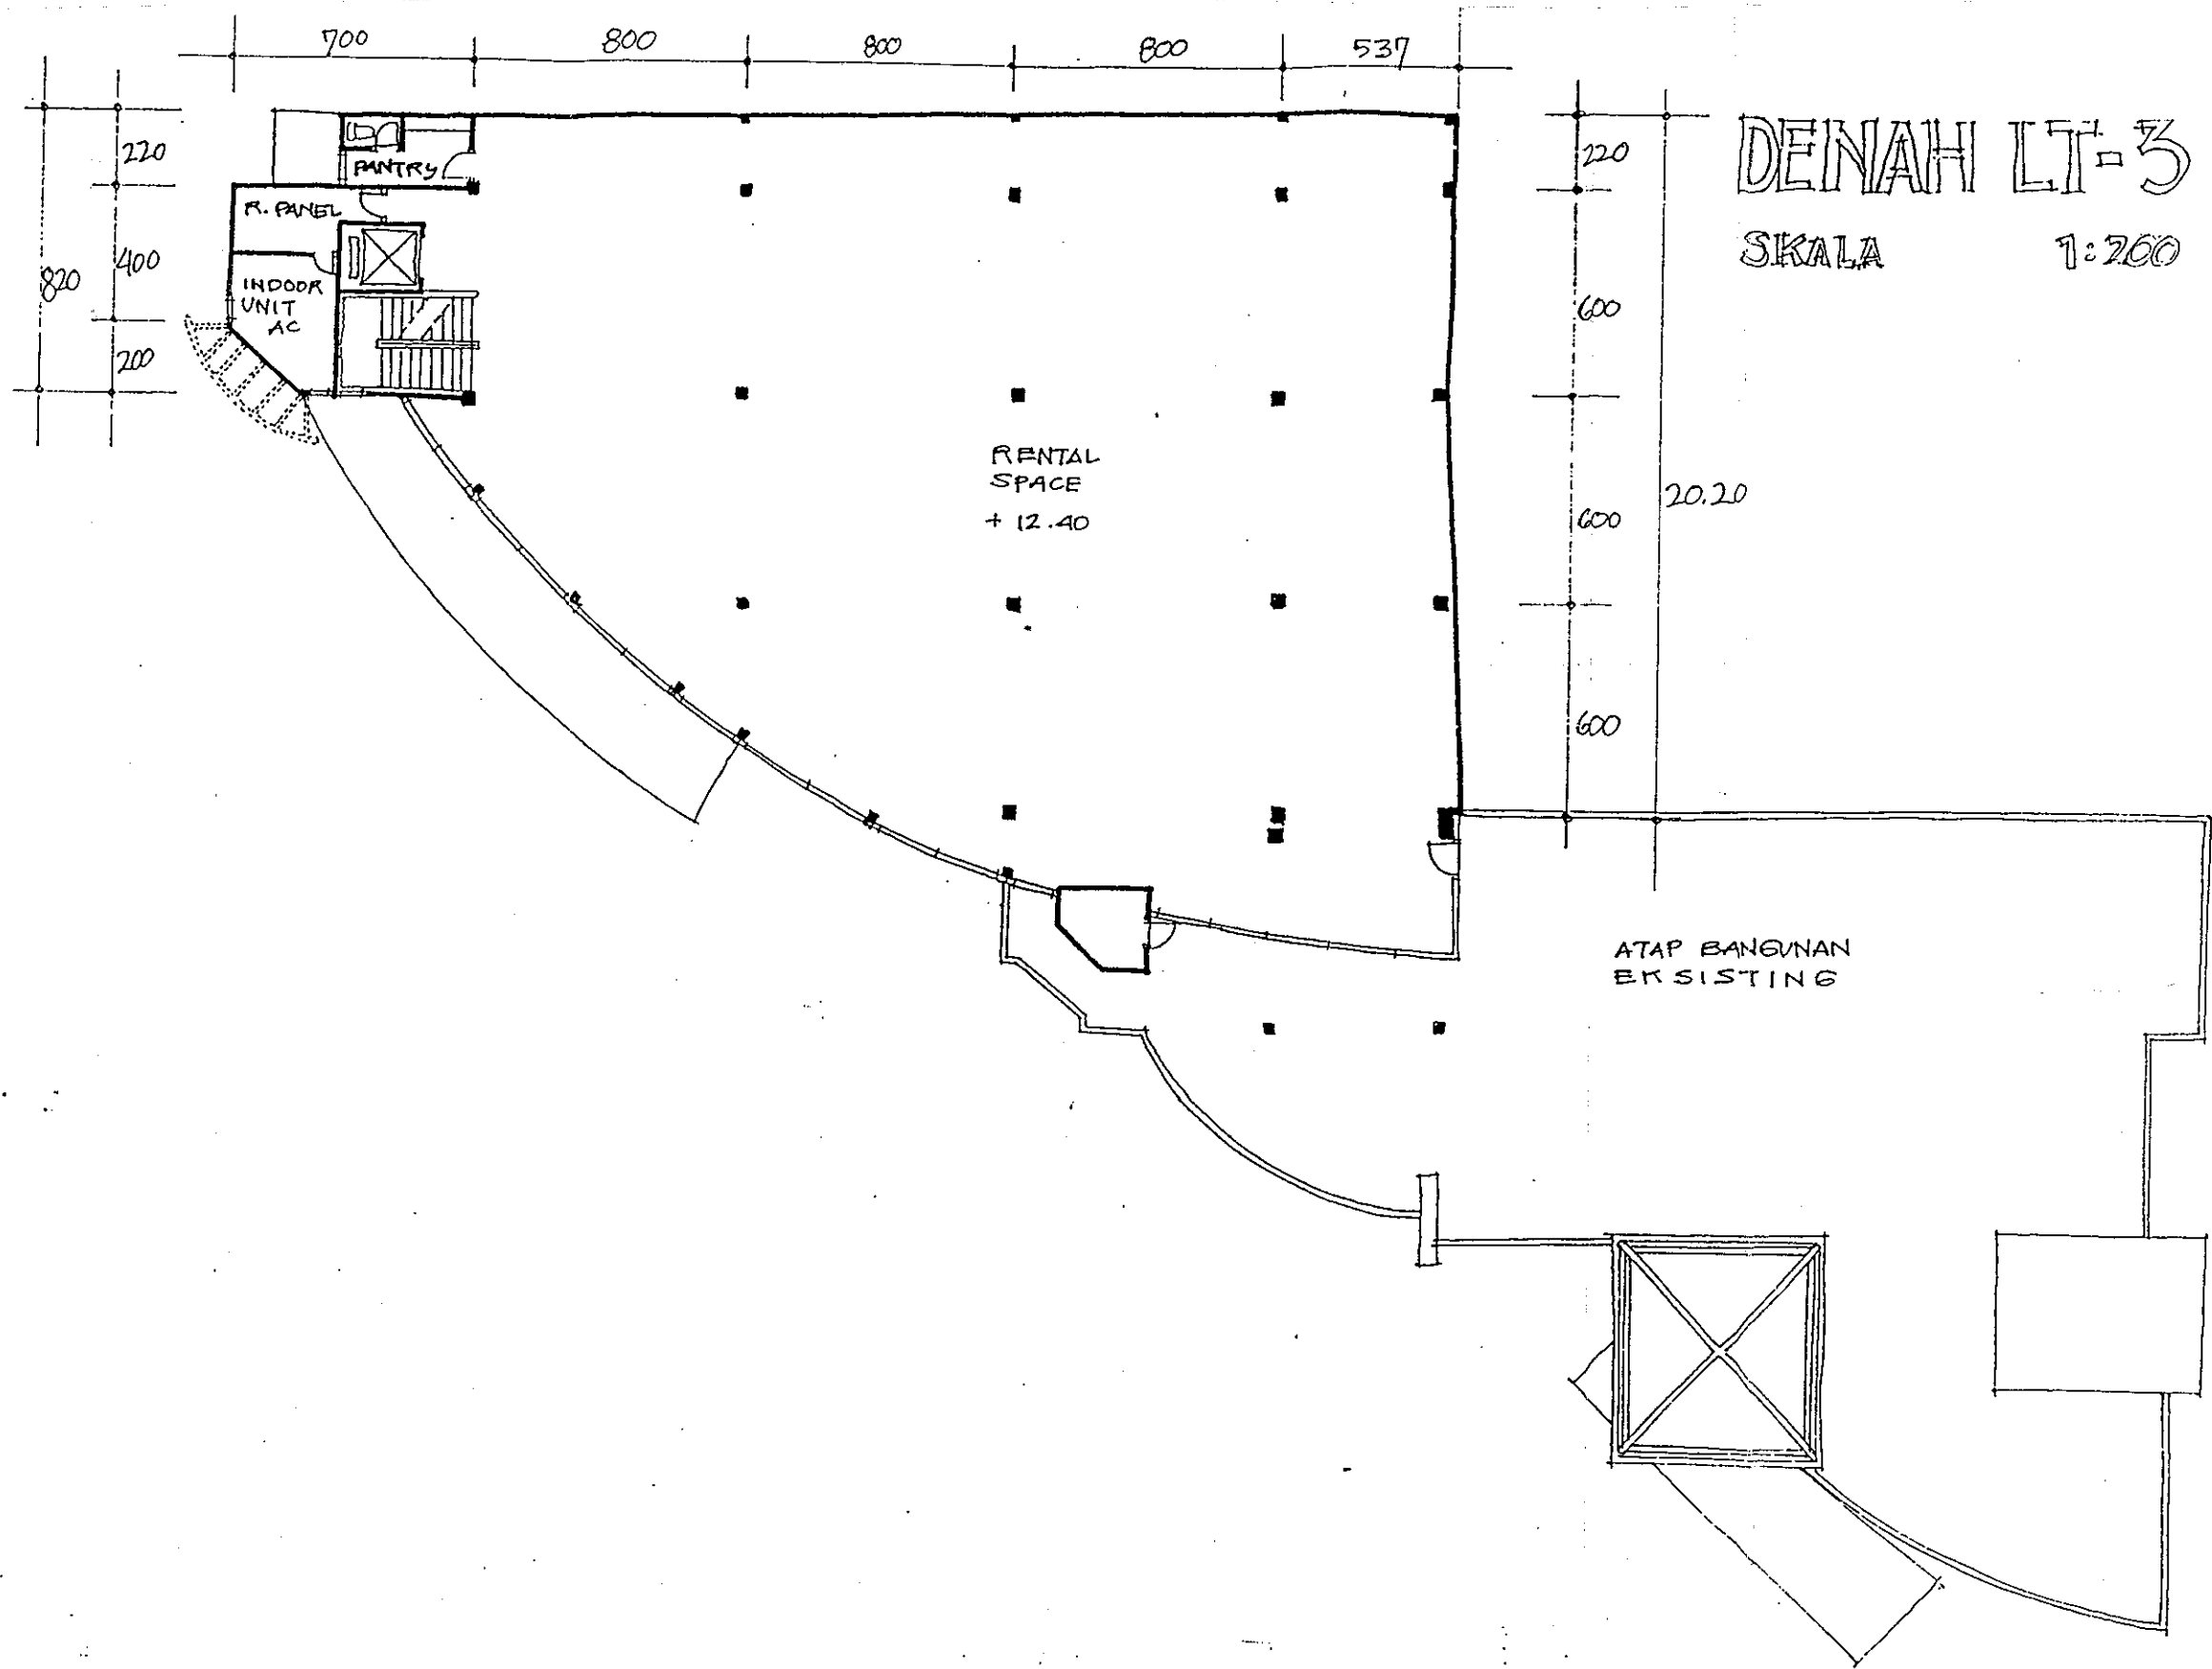 700 800 800 800 537
DENAH LT-3
SKALA 1:200
220
400
200
820
220
600
600
600
20.20
PANTRY
R. PANEL
INDOOR
UNIT
AC
RENTAL
SPACE
+ 12.40
ATAP BANGUNAN
EKSISTING